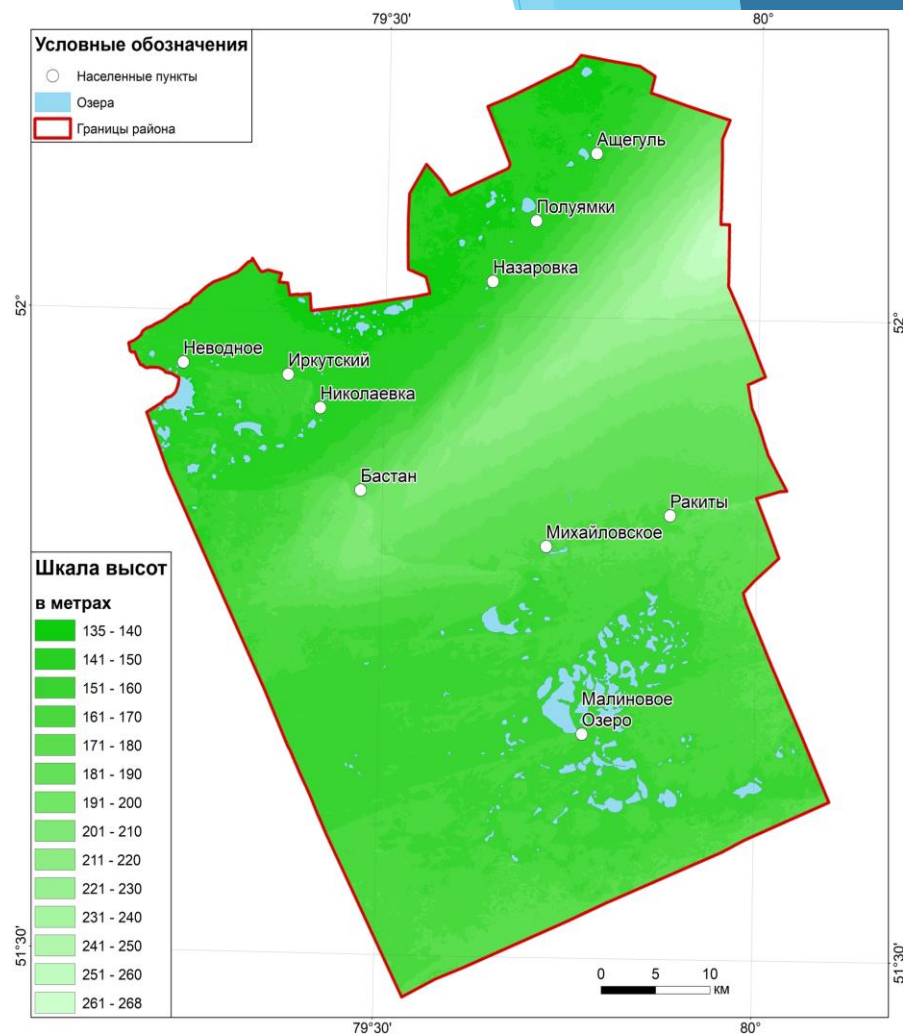 79°30'
80°
Условные обозначения
Населенные пункты
Озера
Границы района
Ащегуль
Полуямки
Назаровка
52°
52°
Неводное
Иркутский
Николаевка
Бастан
Ракиты
Михайловское
Шкала высот
в метрах
135 - 140
141 - 150
151 - 160
161 - 170
171 - 180
181 - 190
191 - 200
201 - 210
211 - 220
221 - 230
231 - 240
241 - 250
251 - 260
261 - 268
Малиновое
Озеро
51°30'
51°30'
0 5 10
км
79°30'
80°